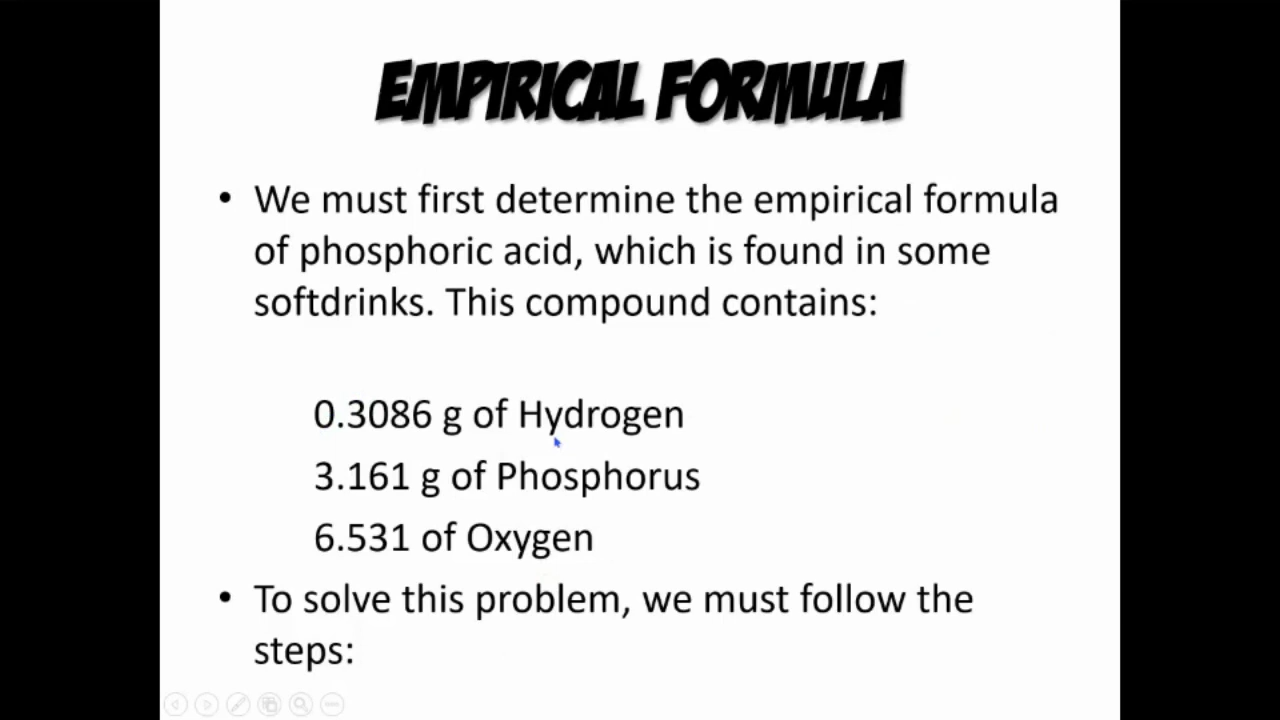 EMPIRICAL FORMULA
• We must first determine the empirical formula
of phosphoric acid, which is found in some
softdrinks. This compound contains:
0.3086 g of Hydrogen
3.161 g of Phosphorus
6.531 of Oxygen
• To solve this problem, we must follow the
steps: